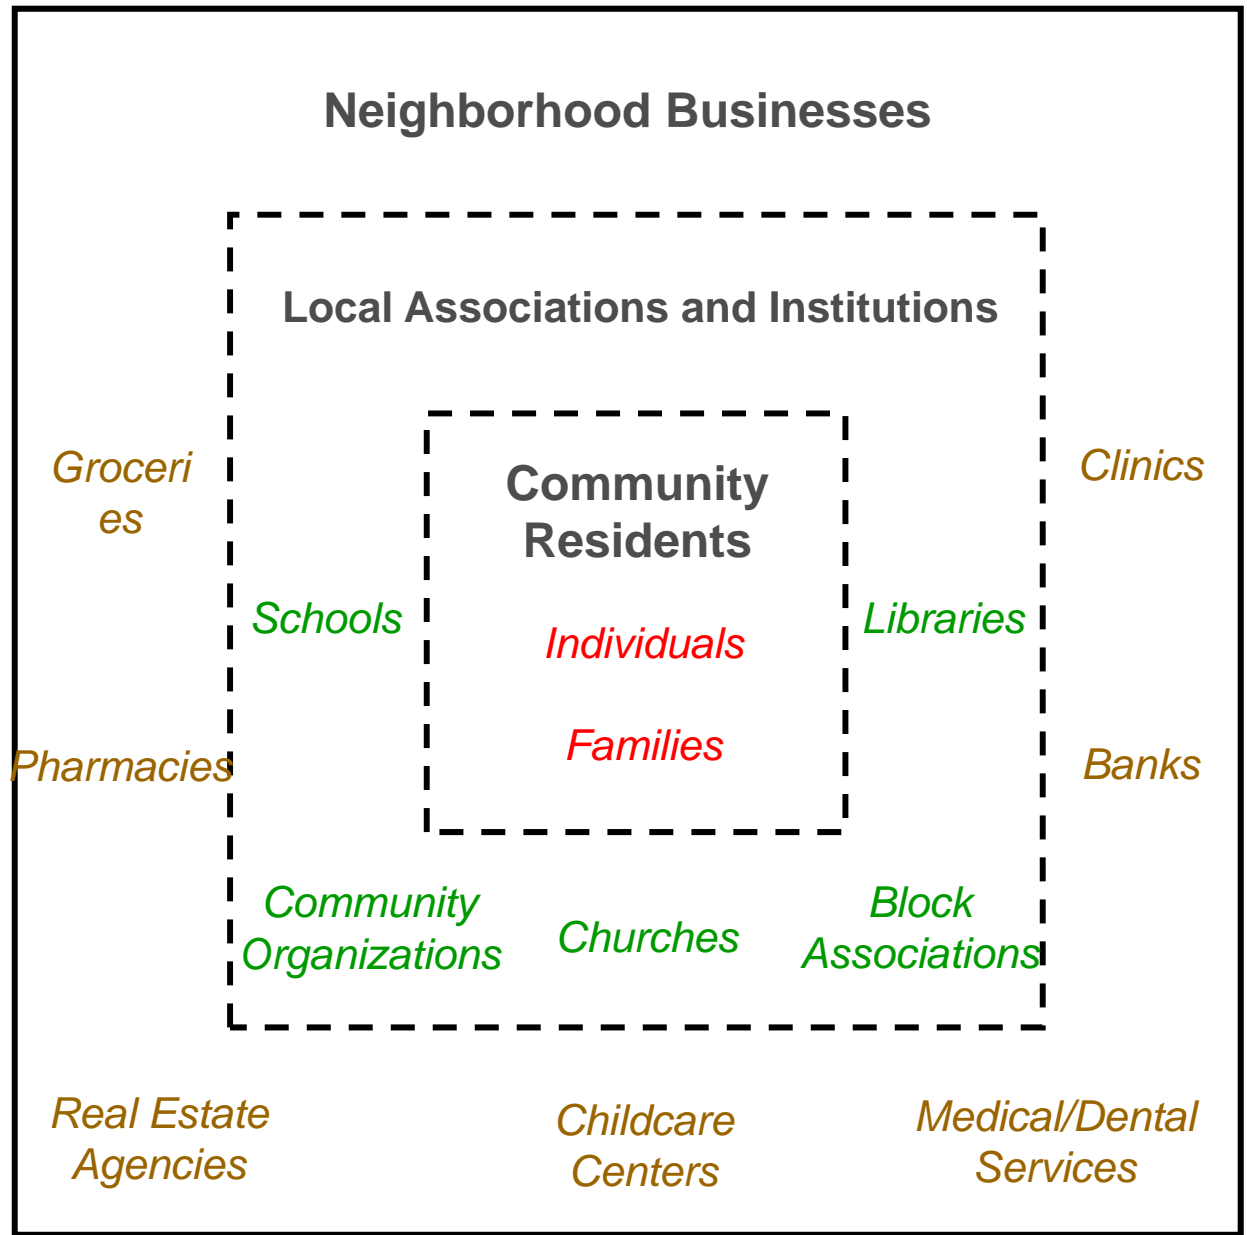 Neighborhood Businesses
Local Associations and Institutions
Groceri
es
Clinics
Community
Residents
Schools
Libraries
Individuals
Families
Pharmacies
Banks
Community
Organizations
Churches
Block
Associations
Real Estate
Agencies
Childcare
Centers
Medical/Dental
Services